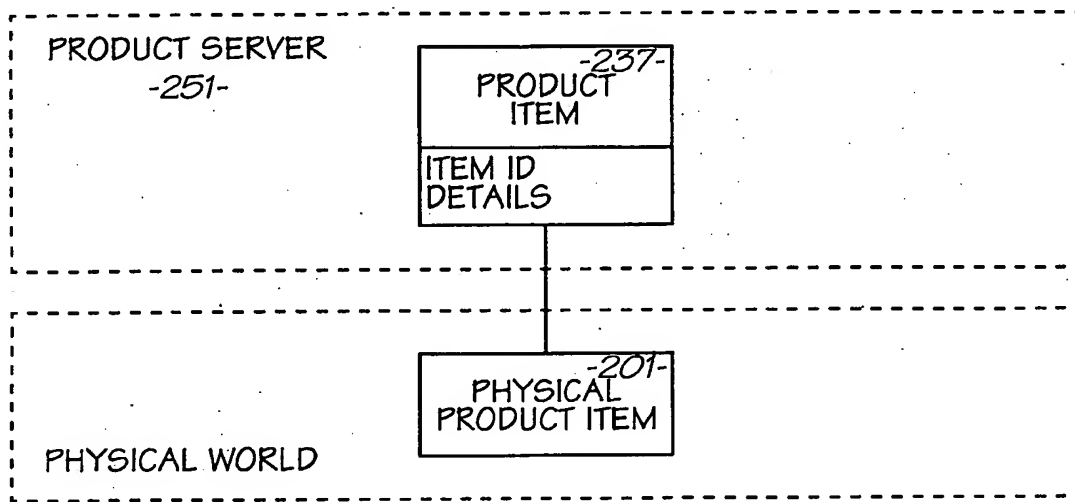 PRODUCT SERVER
-251-
-237-
PRODUCT
ITEM
ITEM ID
DETAILS
-201-
PHYSICAL
PRODUCT ITEM
PHYSICAL WORLD